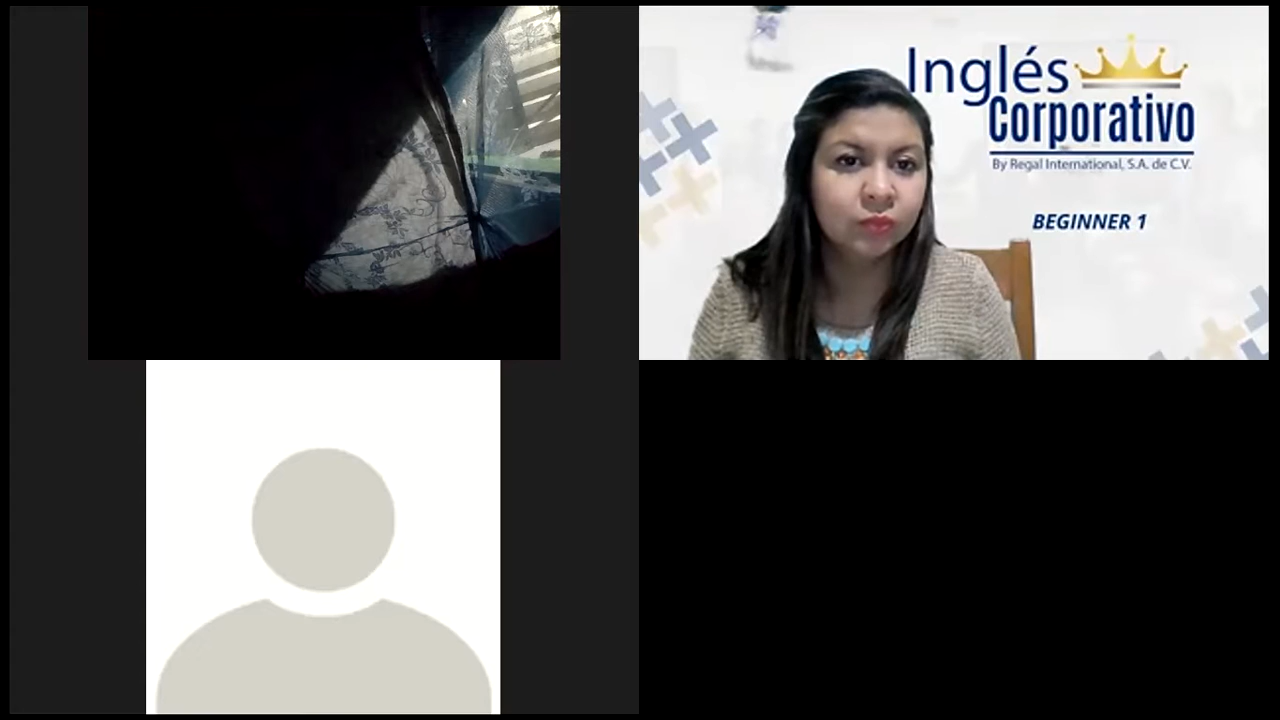 Inglés
Corporativo
By Regal International, S.A. de C.V.
BEGINNER 1